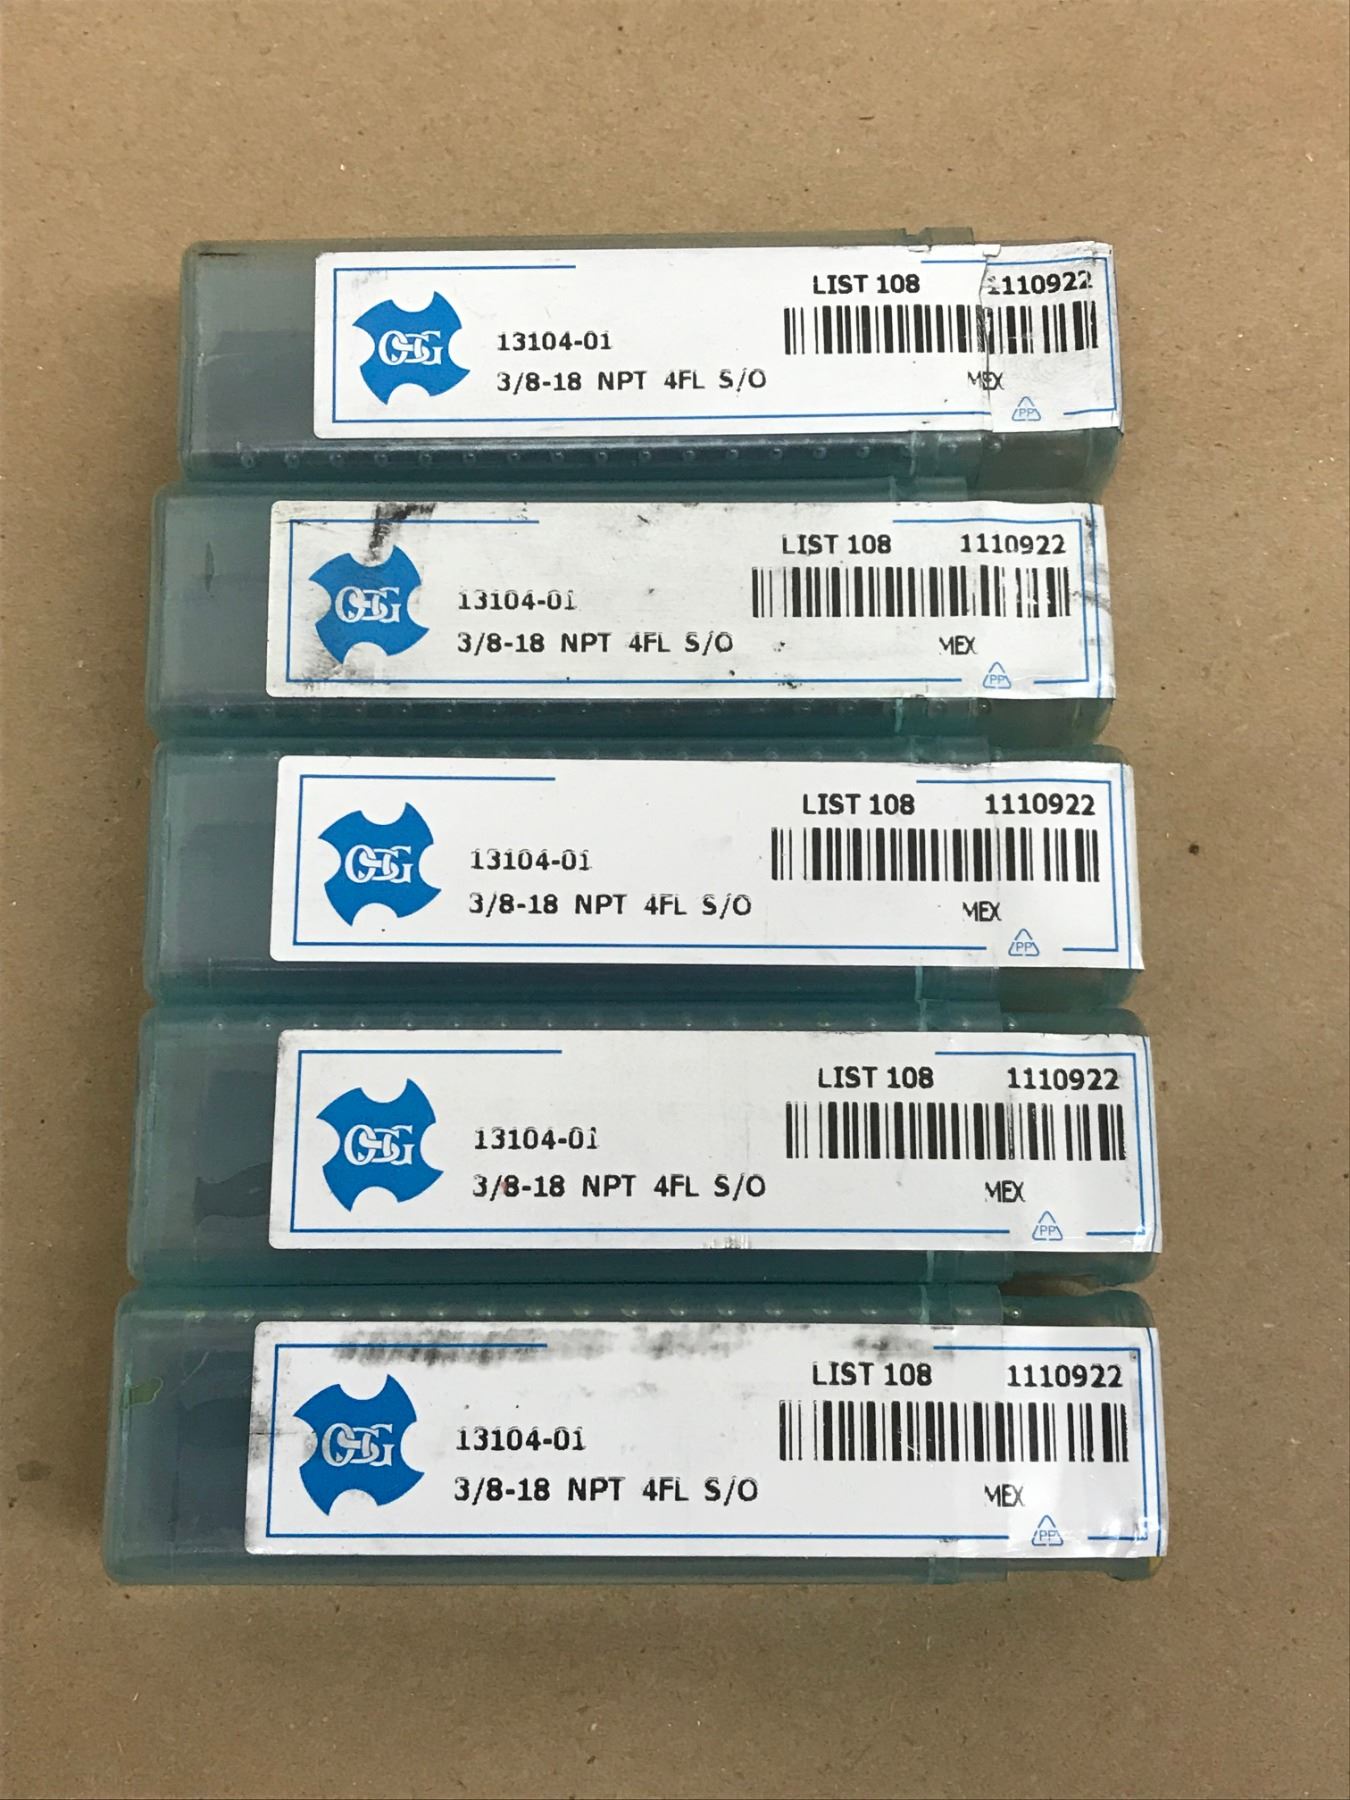 LIST 108 1110922
OSG
13104-01
3/8-18 NPT 4FL S/O
MEX
PP
LIST 108 1110922
OSG
13104-01
3/8-18 NPT 4FL S/O
MEX
PP
LIST 108 1110922
OSG
13104-01
3/8-18 NPT 4FL S/O
MEX
PP
LIST 108 1110922
OSG
13104-01
3/8-18 NPT 4FL S/O
MEX
PP
LIST 108 1110922
OSG
13104-01
3/8-18 NPT 4FL S/O
MEX
PP